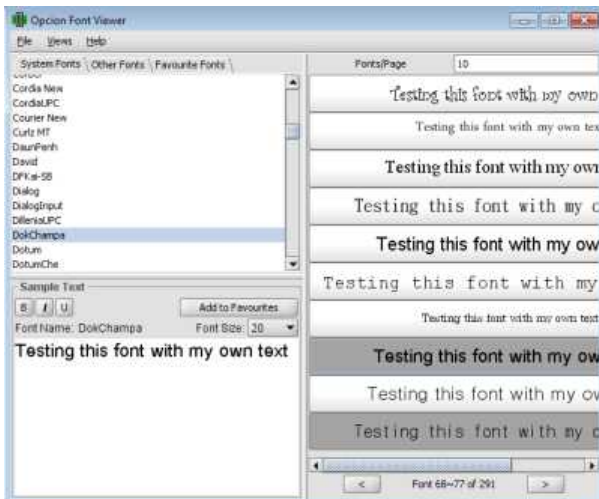 Opcion Font Viewer
File Views Help
System Fonts Other Fonts Favourite Fonts
Cordia New
CordiaUPC
Courier New
Curlz MT
DaunPenh
David
DFKai-SB
Dialog
DialogInput
DilleniaUPC
DokChampa
Dotum
DotumChe
Sample Text
B I U Add to Favourites
Font Name: DokChampa Font Size: 20
Testing this font with my own text
Fonts/Page 10
Testing this font with my own
Testing this font with my own tex
Testing this font with my own
Testing this font with my o
Testing this font with my ow
Testing this font with my
Testing this font with my own text
Testing this font with my ow
Testing this font with my ow
Testing this font with my o
< Font 68~77 of 291 >